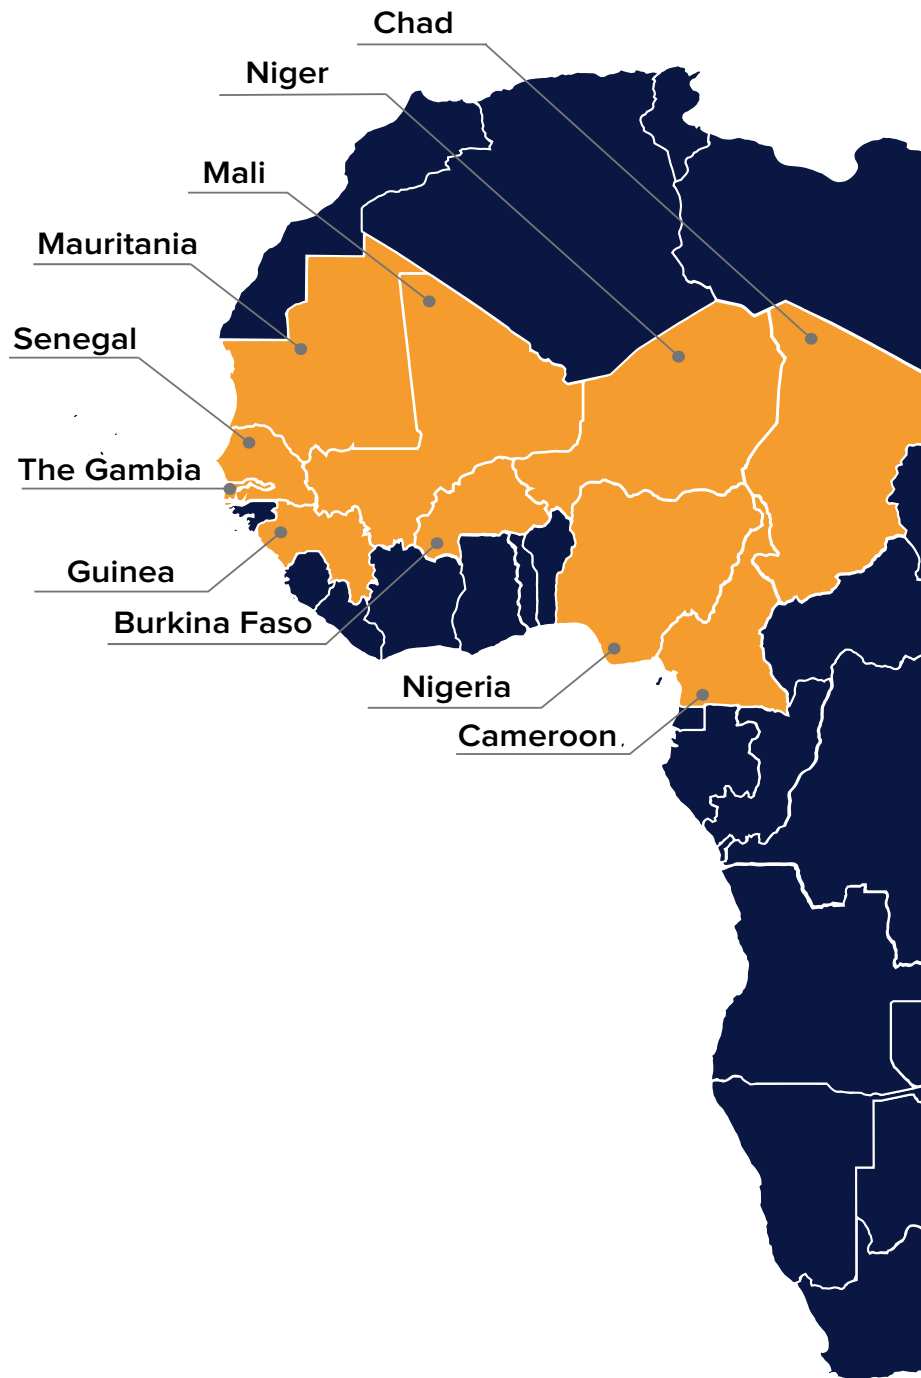 Chad
Niger
Mali
Mauritania
Senegal
The Gambia
Guinea
Burkina Faso
Nigeria
Cameroon